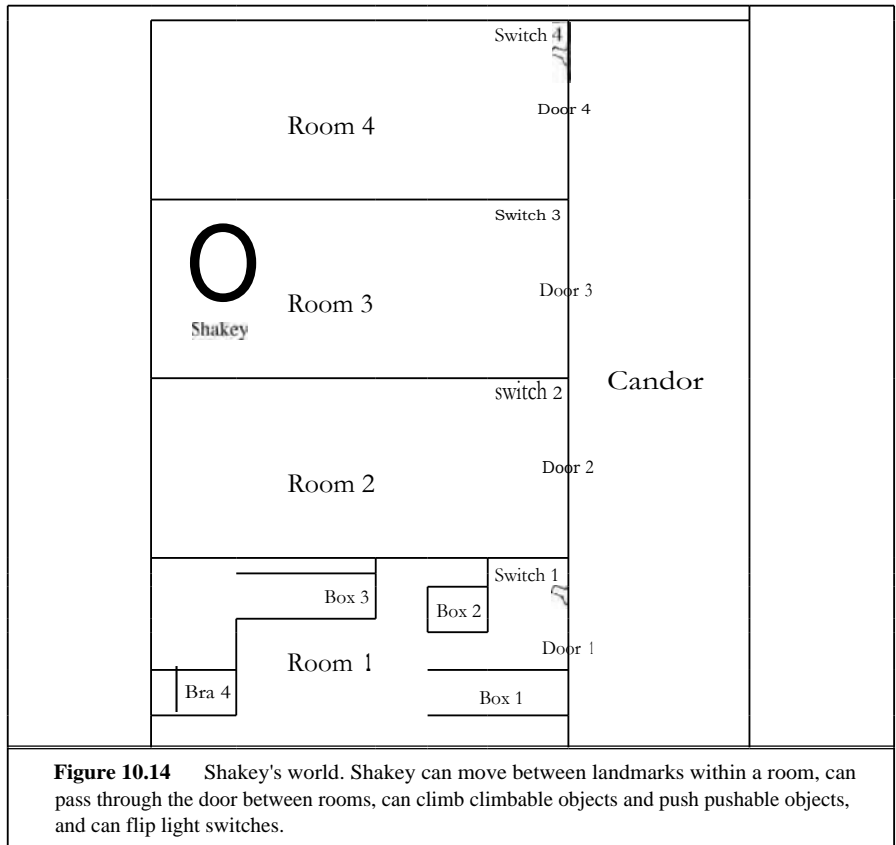 Switch 4
Door 4
Room 4
Switch 3
Door 3
Room 3
Shakey
Candor
switch 2
Door 2
Room 2
Switch 1
Box 3
Box 2
Door 1
Room 1
Bra 4
Box 1
Figure 10.14 Shakey's world. Shakey can move between landmarks within a room, can
pass through the door between rooms, can climb climbable objects and push pushable objects,
and can flip light switches.